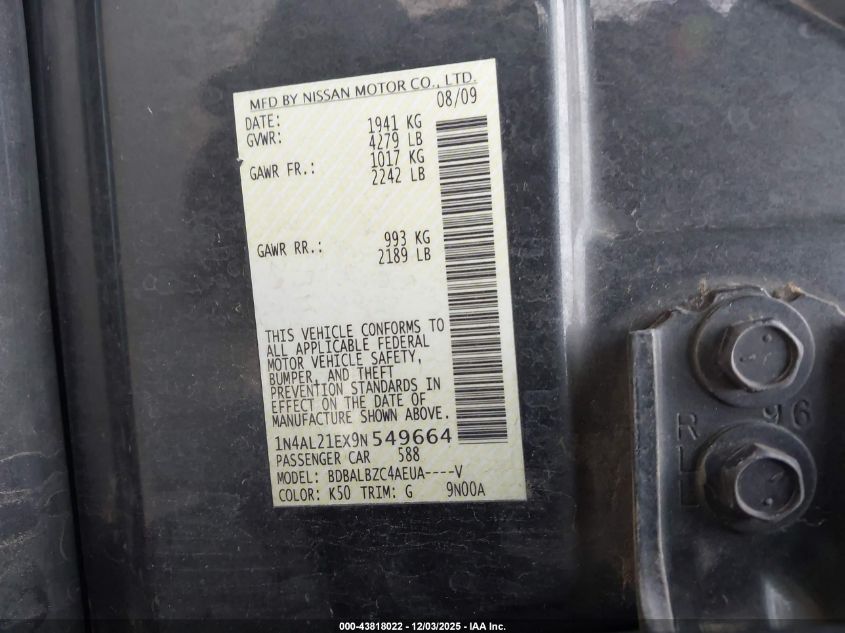 MFD BY NISSAN MOTOR CO., LTD.
DATE: 08/09
GVWR: 1941 KG
4279 LB
GAWR FR.: 1017 KG
2242 LB
GAWR RR.: 993 KG
2189 LB
THIS VEHICLE CONFORMS TO
ALL APPLICABLE FEDERAL
MOTOR VEHICLE SAFETY,
BUMPER, AND THEFT
PREVENTION STANDARDS IN
EFFECT ON THE DATE OF
MANUFACTURE SHOWN ABOVE.
1N4AL21EX9N549664
PASSENGER CAR 588
MODEL: BDBALBZC4AEUA----V
COLOR: K50 TRIM: G 9N00A
R 96
000-43818022 - 12/03/2025 - IAA Inc.